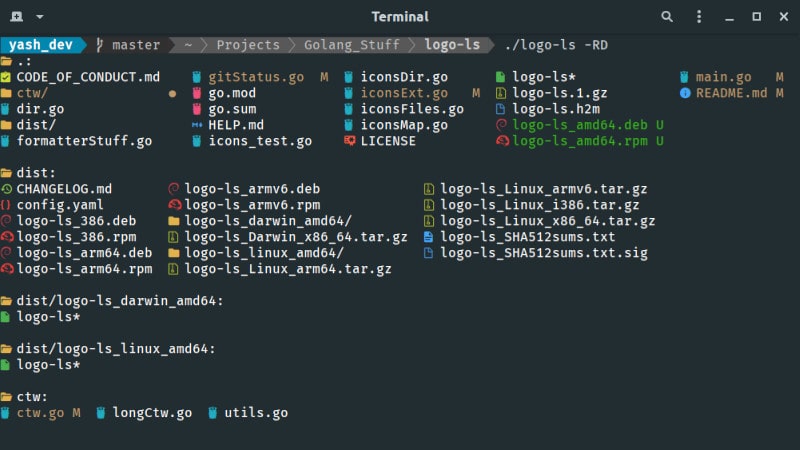 Terminal
yash_dev master ~ Projects Golang_Stuff logo-ls ./logo-ls -RD
.:
CODE_OF_CONDUCT.md gitStatus.go M iconsDir.go logo-ls* main.go M
ctw/ go.mod iconsExt.go M logo-ls.1.gz README.md M
dir.go go.sum iconsFiles.go logo-ls.h2m
dist/ HELP.md iconsMap.go logo-ls_amd64.deb U
formatterStuff.go icons_test.go LICENSE logo-ls_amd64.rpm U
dist:
CHANGELOG.md logo-ls_armv6.deb logo-ls_Linux_armv6.tar.gz
config.yaml logo-ls_armv6.rpm logo-ls_Linux_i386.tar.gz
logo-ls_386.deb logo-ls_darwin_amd64/ logo-ls_Linux_x86_64.tar.gz
logo-ls_386.rpm logo-ls_Darwin_x86_64.tar.gz logo-ls_SHA512sums.txt
logo-ls_arm64.deb logo-ls_linux_amd64/ logo-ls_SHA512sums.txt.sig
logo-ls_arm64.rpm logo-ls_Linux_arm64.tar.gz
dist/logo-ls_darwin_amd64:
logo-ls*
dist/logo-ls_linux_amd64:
logo-ls*
ctw:
ctw.go M longCtw.go utils.go